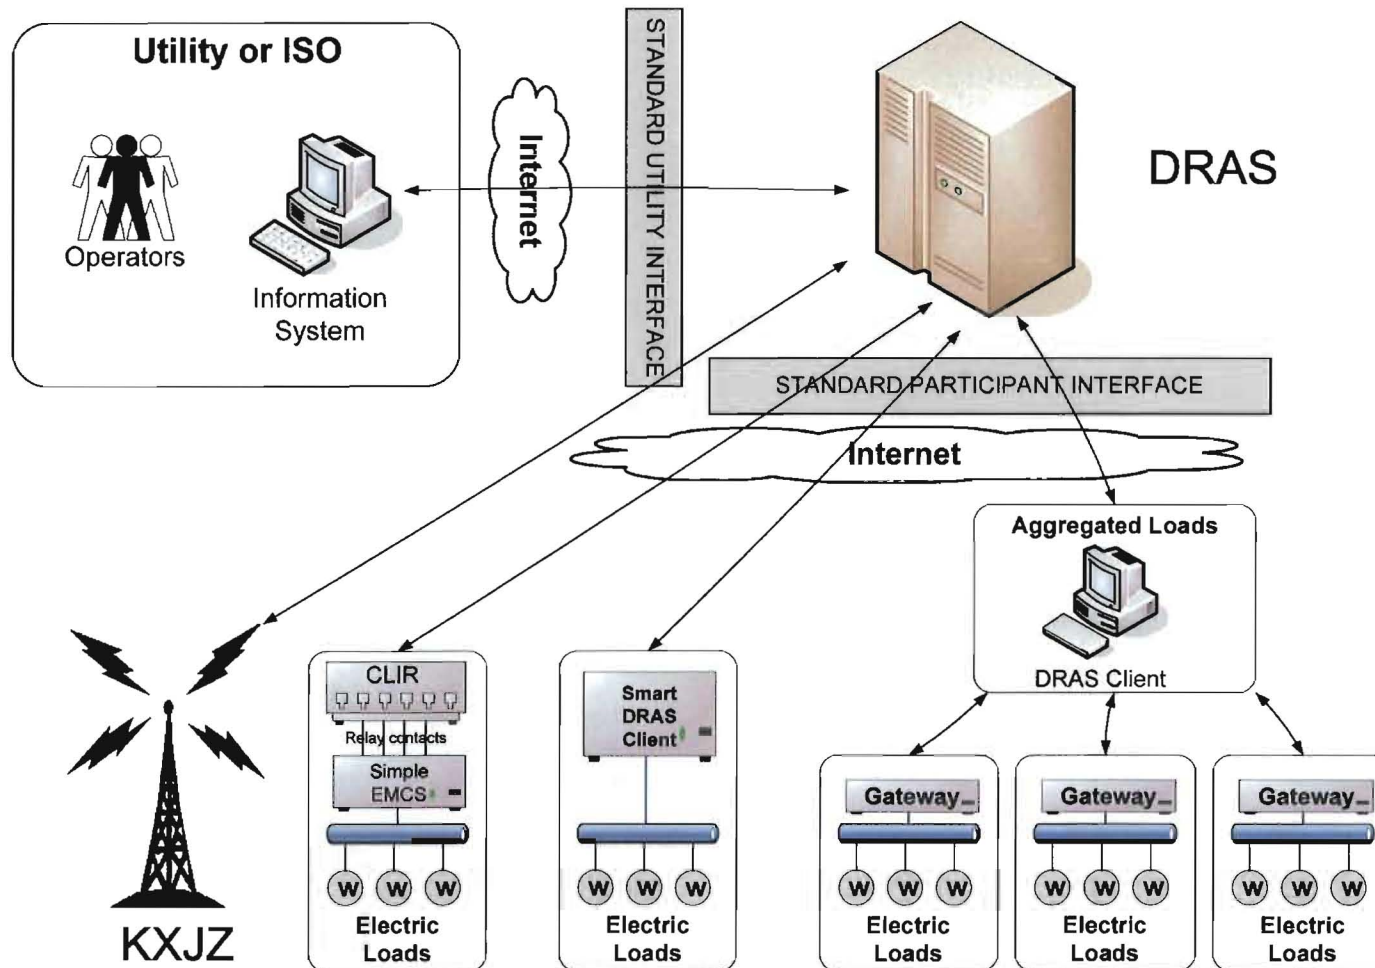 Utility or ISO
Operators
Information
System
Internet
STANDARD UTILITY INTERFACE
DRAS
STANDARD PARTICIPANT INTERFACE
Internet
Aggregated Loads
DRAS Client
KXJZ
CLIR
Relay contacts
Simple
EMCS
W W W
Electric
Loads
Smart
DRAS
Client
W W W
Electric
Loads
Gateway
W W W
Electric
Loads
Gateway
W W W
Electric
Loads
Gateway
W W W
Electric
Loads